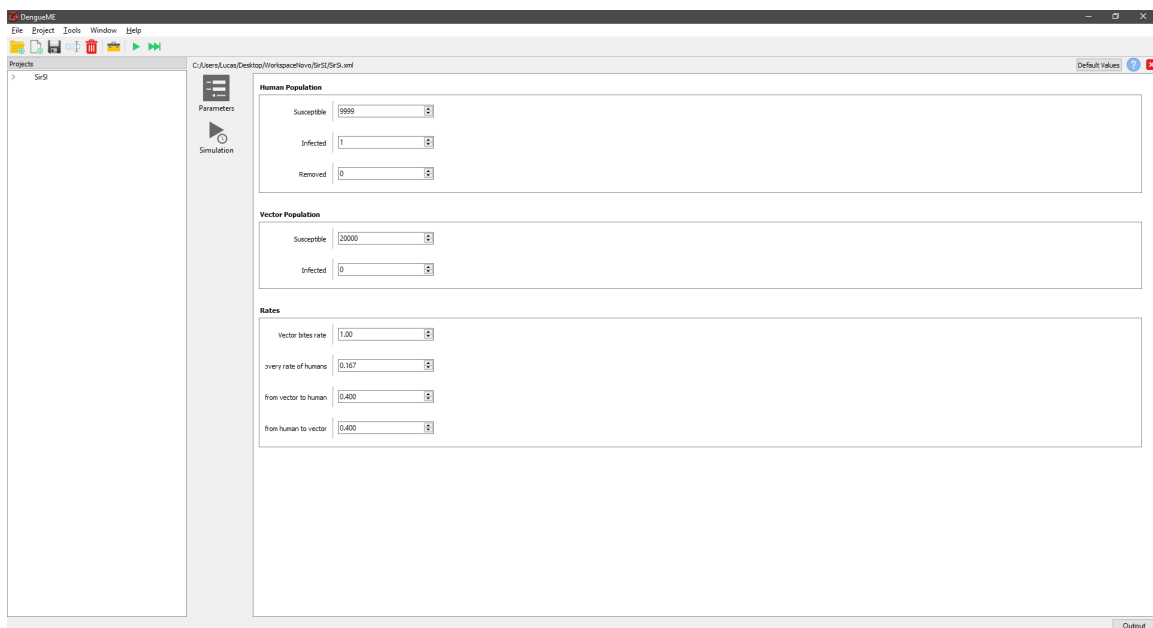 DengueME
File Project Tools Window Help
Projects
C:/Users/Lucas/Desktop/WorkspaceNovo/SirSI/SirSi.xml
Default Values ?
SirSI
Parameters
Simulation
Human Population
Susceptible 9999
Infected 1
Removed 0
Vector Population
Susceptible 20000
Infected 0
Rates
Vector bites rate 1.00
overy rate of humans 0.167
from vector to human 0.400
from human to vector 0.400
Output